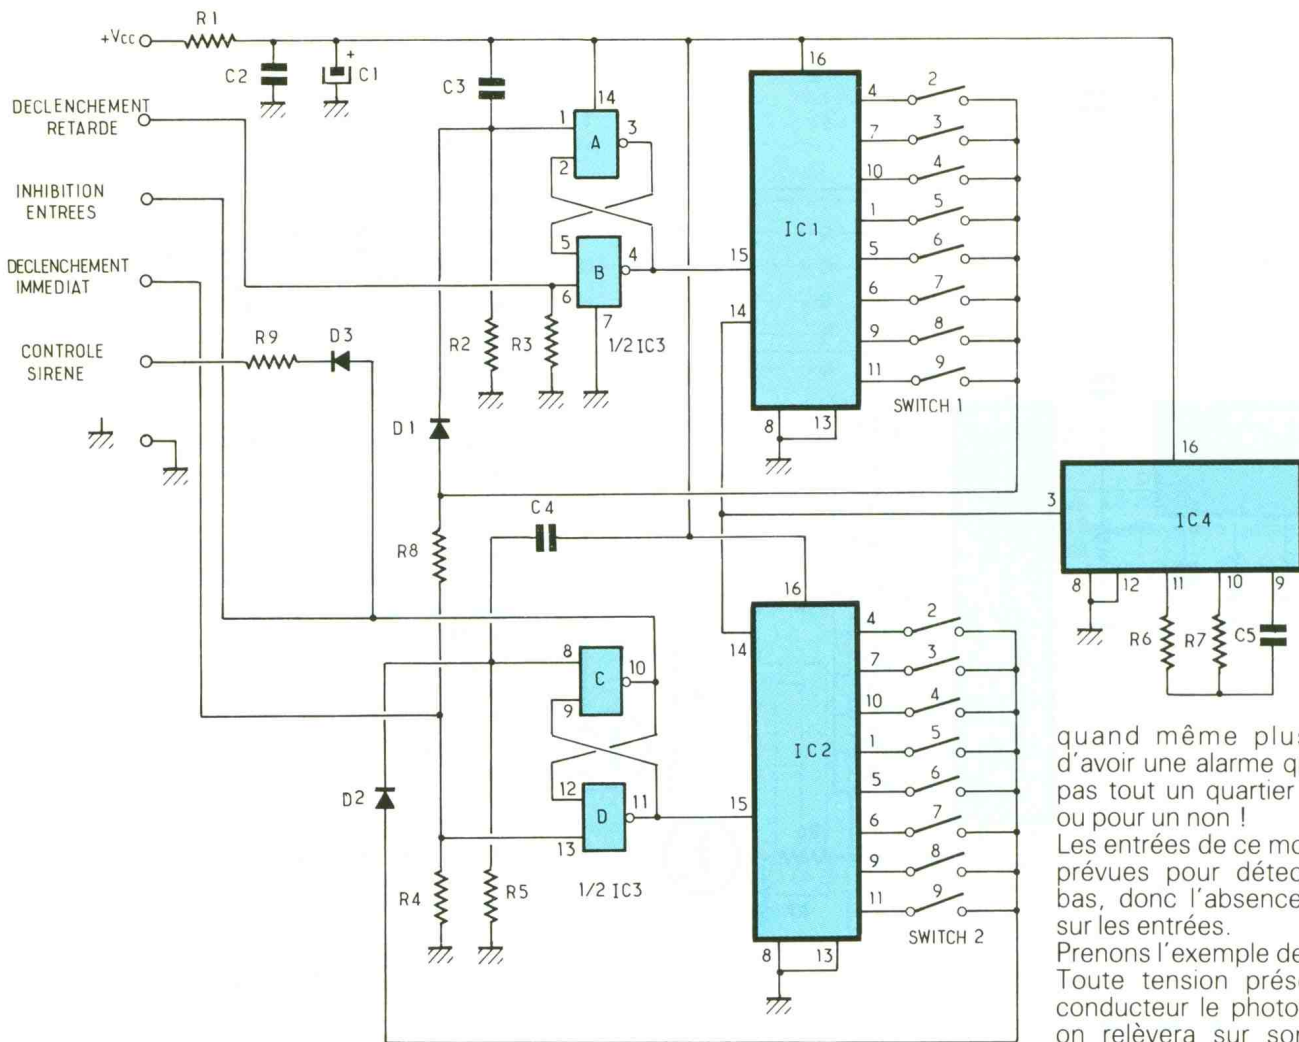 R1
+Vcc
C2
+
C1
C3
DECLENCHEMENT
RETARDE
INHIBITION
ENTREES
DECLENCHEMENT
IMMEDIAT
CONTROLE
SIRENE
R9
D3
14
1
A
3
2
5
B
4
6
7
1/2 IC3
R2
R3
D1
R8
16
IC1
15
14
8
13
4
2
7
3
10
4
1
5
5
6
6
7
9
8
11
9
SWITCH 1
16
3
IC4
8
12
11
10
9
R6
R7
C5
C4
D2
8
C
10
9
12
D
11
13
1/2 IC3
R4
R5
16
14
IC2
15
8
13
4
2
7
3
10
4
1
5
5
6
6
7
9
8
11
9
SWITCH 2
quand même plus
d'avoir une alarme q
pas tout un quartier
ou pour un non !
Les entrées de ce mo
prévues pour détec
bas, donc l'absence
sur les entrées.
Prenons l'exemple de
Toute tension prése
conducteur le photo
on relèvera sur son